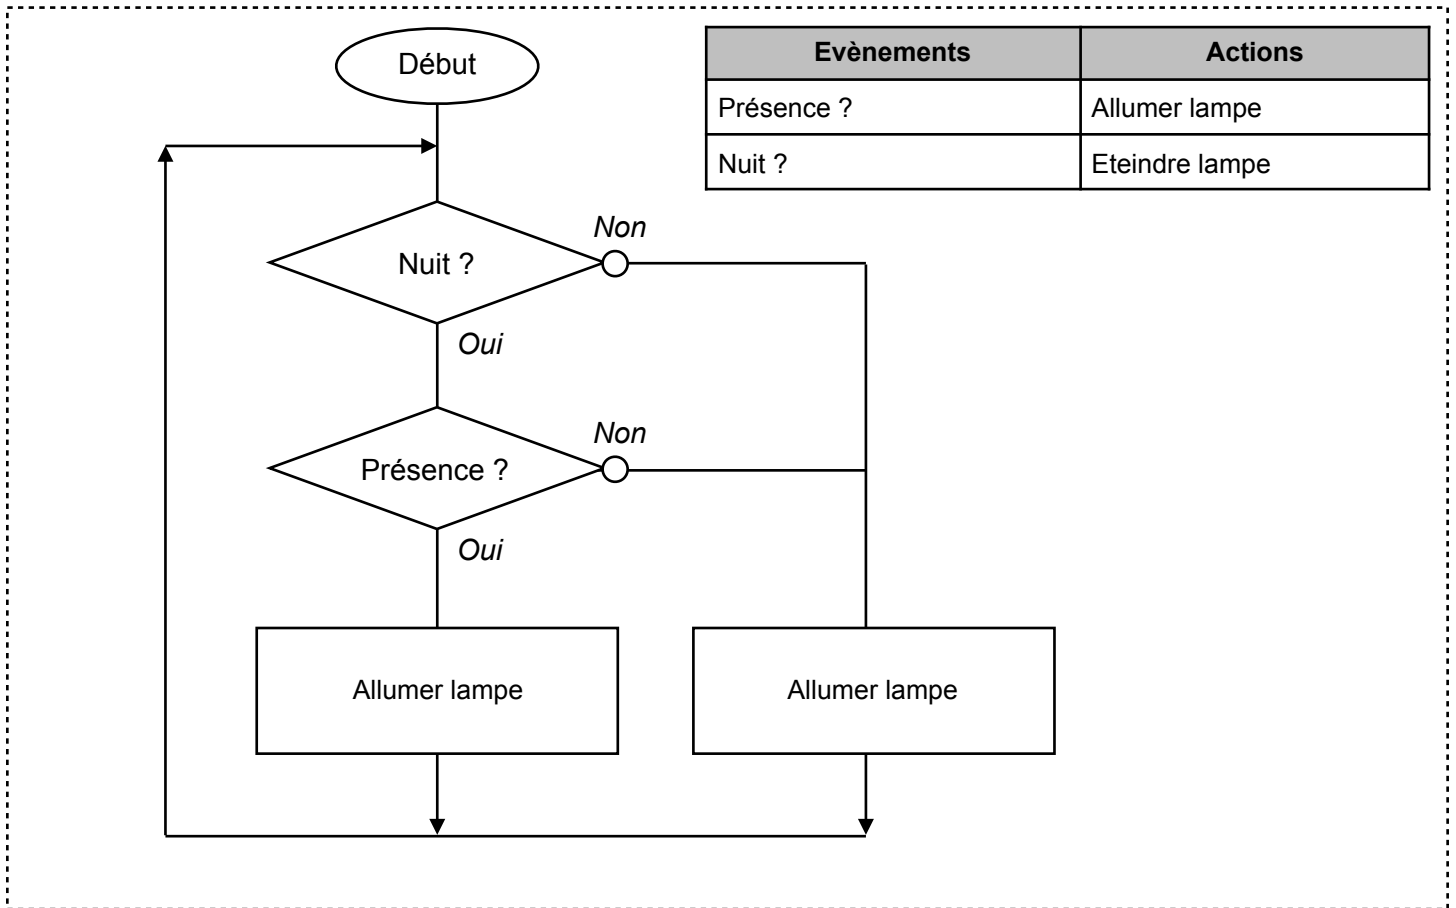 Début
Evènements Actions
Présence ? Allumer lampe
Nuit ? Eteindre lampe
Nuit ?
Non
Oui
Présence ?
Non
Oui
Allumer lampe
Allumer lampe